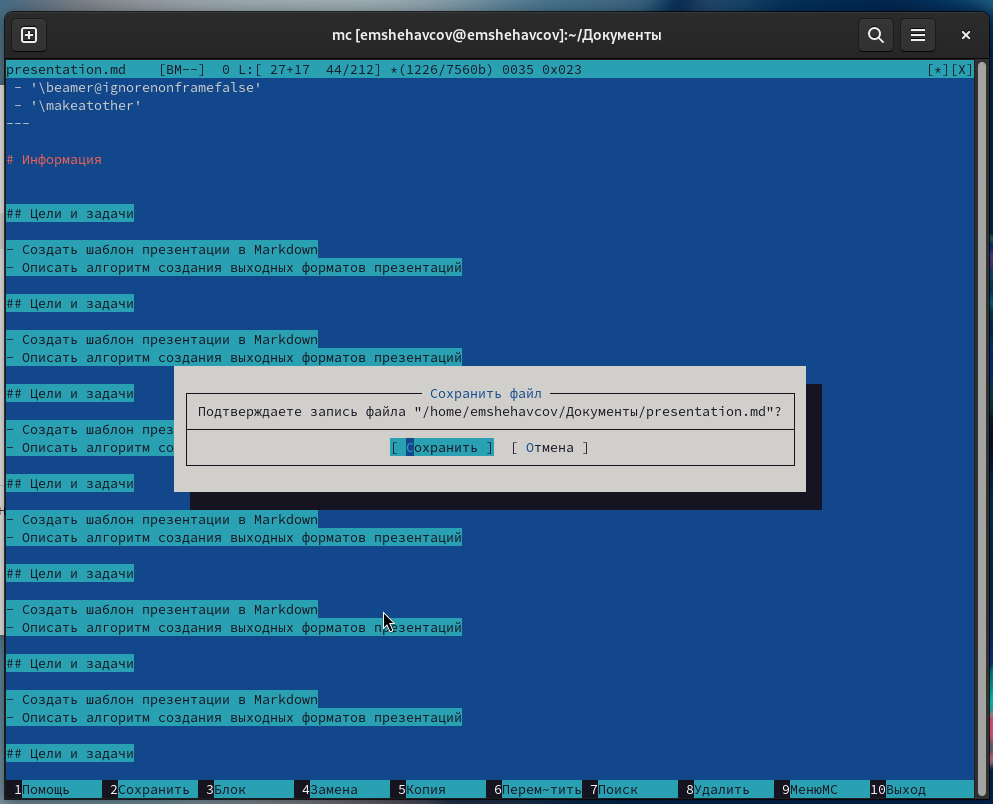 mc [emshehavcov@emshehavcov]:~/Документы
presentation.md [BM--] 0 L:[ 27+17 44/212] *(1226/7560b) 0035 0x023 [*][X]
- '\beamer@ignorenonframefalse'
- '\makeatother'
---
# Информация
## Цели и задачи
- Создать шаблон презентации в Markdown
- Описать алгоритм создания выходных форматов презентаций
## Цели и задачи
- Создать шаблон презентации в Markdown
- Описать алгоритм создания выходных форматов презентаций
## Цели и задачи
- Создать шаблон през
- Описать алгоритм со
## Цели и задачи
Сохранить файл
Подтверждаете запись файла "/home/emshehavcov/Документы/presentation.md"?
[ Сохранить ] [ Отмена ]
- Создать шаблон презентации в Markdown
- Описать алгоритм создания выходных форматов презентаций
## Цели и задачи
- Создать шаблон презентации в Markdown
- Описать алгоритм создания выходных форматов презентаций
## Цели и задачи
- Создать шаблон презентации в Markdown
- Описать алгоритм создания выходных форматов презентаций
## Цели и задачи
1Помощь 2Сохранить 3Блок 4Замена 5Копия 6Перем~тить 7Поиск 8Удалить 9МенюМС 10Выход